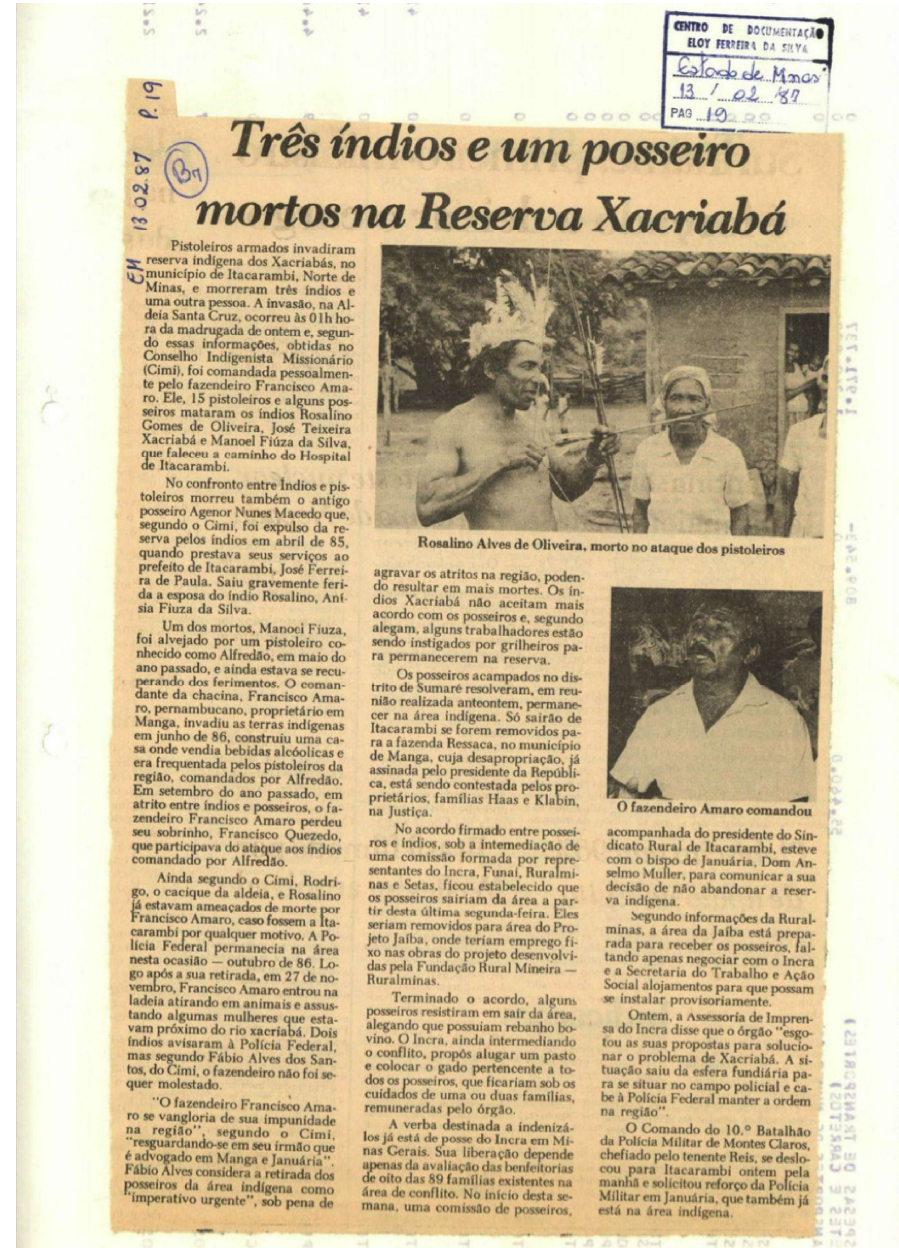 CENTRO DE DOCUMENTAÇÃO
ELOY FERREIRA DA SILVA
Estado de Minas
13 / 02 87
PAG 19
EM 13.02.87 P.19
B7
Três índios e um posseiro
mortos na Reserva Xacriabá
Pistoleiros armados invadiram
reserva indígena dos Xacriabás, no
município de Itacarambi, Norte de
Minas, e morreram três índios e
uma outra pessoa. A invasão, na Al-
deia Santa Cruz, ocorreu às 01h ho-
ra da madrugada de ontem e, segun-
do essas informações, obtidas no
Conselho Indígenista Missionário
(Cimi), foi comandada pessoalmen-
te pelo fazendeiro Francisco Ama-
ro. Ele, 15 pistoleiros e alguns pos-
seiros mataram os índios Rosalino
Gomes de Oliveira, José Teixeira
Xacriabá e Manoel Fiúza da Silva,
que faleceu a caminho do Hospital
de Itacarambi.
No confronto entre Índios e pis-
toleiros morreu também o antigo
posseiro Agenor Nunes Macedo que,
segundo o Cimi, foi expulso da re-
serva pelos índios em abril de 85,
quando prestava seus serviços ao
prefeito de Itacarambi, José Ferrei-
ra de Paula. Saiu gravemente feri-
da a esposa do índio Rosalino, Aní-
sia Fiuza da Silva.
Um dos mortos, Manoel Fiuza,
foi alvejado por um pistoleiro co-
nhecido como Alfredão, em maio do
ano passado, e ainda estava se recu-
perando dos ferimentos. O coman-
dante da chacina, Francisco Ama-
ro, pernambucano, proprietário em
Manga, invadiu as terras indígenas
em junho de 86, construiu uma ca-
sa onde vendia bebidas alcóolicas e
era frequentada pelos pistoleiros da
região, comandados por Alfredão.
Em setembro do ano passado, em
atrito entre índios e posseiros, o fa-
zendeiro Francisco Amaro perdeu
seu sobrinho, Francisco Quezedo,
que participava do ataque aos índios
comandado por Alfredão.
Ainda segundo o Cimi, Rodri-
go, o cacique da aldeia, e Rosalino
já estavam ameaçados de morte por
Francisco Amaro, caso fossem a Ita-
carambi por qualquer motivo. A Po-
lícia Federal permanecia na área
nesta ocasião — outubro de 86. Lo-
go após a sua retirada, em 27 de no-
vembro, Francisco Amaro entrou na
ladeia atirando em animais e assus-
tando algumas mulheres que esta-
vam próximo do rio xacriabá. Dois
índios avisaram à Polícia Federal,
mas segundo Fábio Alves dos San-
tos, do Cimi, o fazendeiro não foi se-
quer molestado.
"O fazendeiro Francisco Ama-
ro se vangloria de sua impunidade
na região", segundo o Cimi,
"resguardando-se em seu irmão que
é advogado em Manga e Januária".
Fábio Alves considera a retirada dos
posseiros da área indígena como
"imperativo urgente", sob pena de
Rosalino Alves de Oliveira, morto no ataque dos pistoleiros
agravar os atritos na região, poden-
do resultar em mais mortes. Os ín-
dios Xacriabá não aceitam mais
acordo com os posseiros e, segundo
alegam, alguns trabalhadores estão
sendo instigados por grilheiros pa-
ra permanecerem na reserva.
Os posseiros acampados no dis-
trito de Sumaré resolveram, em reu-
nião realizada anteontem, permane-
cer na área indígena. Só sairão de
Itacarambi se forem removidos pa-
ra a fazenda Ressaca, no município
de Manga, cuja desapropriação, já
assinada pelo presidente da Repúbli-
ca, está sendo contestada pelos pro-
prietários, famílias Haas e Klabin,
na Justiça.
No acordo firmado entre possei-
ros e índios, sob a intermediação de
uma comissão formada por repre-
sentantes do Incra, Funai, Ruralmi-
nas e Setas, ficou estabelecido que
os posseiros sairiam da área a par-
tir desta última segunda-feira. Eles
seriam removidos para área do Pro-
jeto Jaíba, onde teriam emprego fi-
xo nas obras do projeto desenvolvi-
das pela Fundação Rural Mineira —
Ruralminas.
Terminado o acordo, alguns
posseiros resistiram em sair da área,
alegando que possuiam rebanho bo-
vino. O Incra, ainda intermediando
o conflito, propôs alugar um pasto
e colocar o gado pertencente a to-
dos os posseiros, que ficariam sob os
cuidados de uma ou duas famílias,
remuneradas pelo órgão.
A verba destinada a indenizá-
los já está de posse do Incra em Mi-
nas Gerais. Sua liberação depende
apenas da avaliação das benfeitorias
de oito das 89 famílias existentes na
área de conflito. No início desta se-
mana, uma comissão de posseiros,
O fazendeiro Amaro comandou
acompanhada do presidente do Sin-
dicato Rural de Itacarambi, esteve
com o bispo de Januária, Dom An-
selmo Muller, para comunicar a sua
decisão de não abandonar a reser-
va indígena.
Segundo informações da Rural-
minas, a área da Jaíba está prepa-
rada para receber os posseiros, fal-
tando apenas negociar com o Incra
e a Secretaria do Trabalho e Ação
Social alojamentos para que possam
se instalar provisoriamente.
Ontem, a Assessoria de Impren-
sa do Incra disse que o órgão "esgo-
tou as suas propostas para solucio-
nar o problema de Xacriabá. A si-
tuação saiu da esfera fundiária pa-
ra se situar no campo policial e ca-
be à Polícia Federal manter a ordem
na região".
O Comando do 10.º Batalhão
da Polícia Militar de Montes Claros,
chefiado pelo tenente Reis, se deslo-
cou para Itacarambi ontem pela
manhã e solicitou reforço da Polícia
Militar em Januária, que também já
está na área indígena.